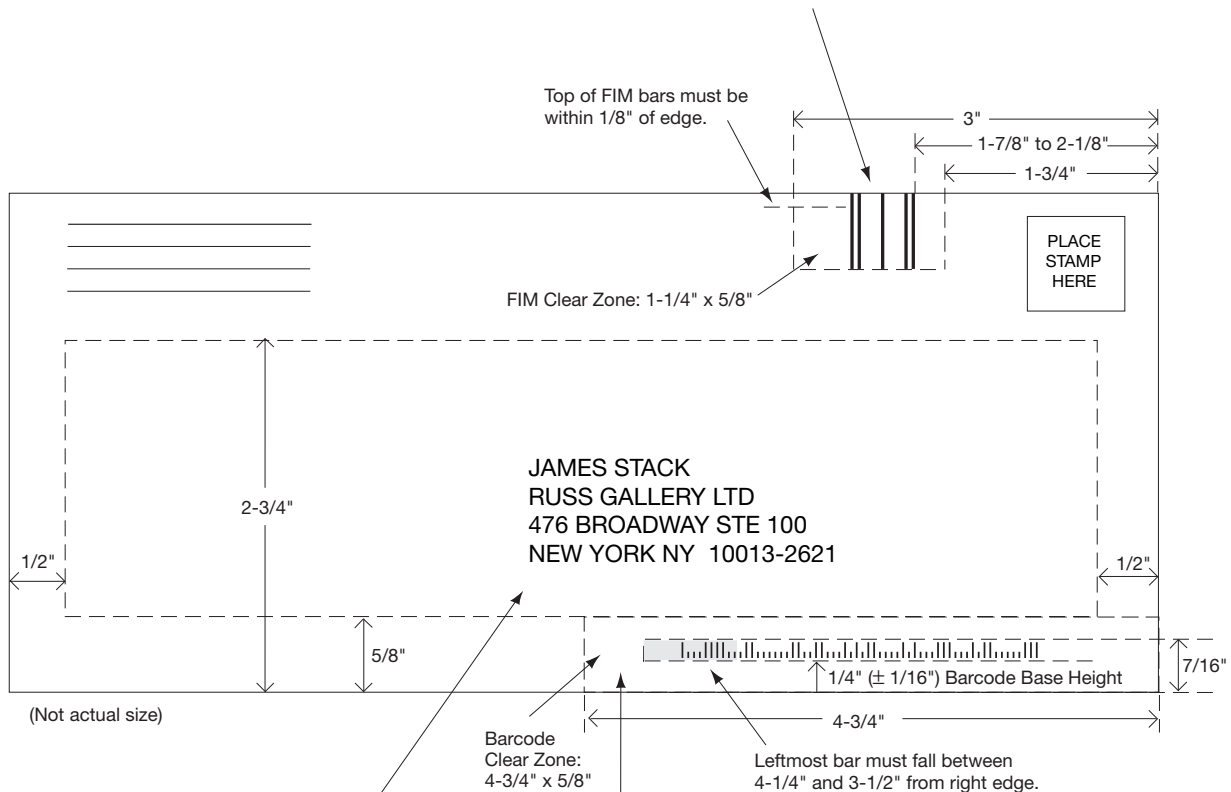 Top of FIM bars must be
within 1/8" of edge.
3"
1-7/8" to 2-1/8"
1-3/4"
PLACE
STAMP
HERE
FIM Clear Zone: 1-1/4" x 5/8"
JAMES STACK
RUSS GALLERY LTD
476 BROADWAY STE 100
NEW YORK NY 10013-2621
2-3/4"
1/2"
1/2"
5/8"
7/16"
1/4" (± 1/16") Barcode Base Height
(Not actual size)
4-3/4"
Barcode
Clear Zone:
4-3/4" x 5/8"
Leftmost bar must fall between
4-1/4" and 3-1/2" from right edge.